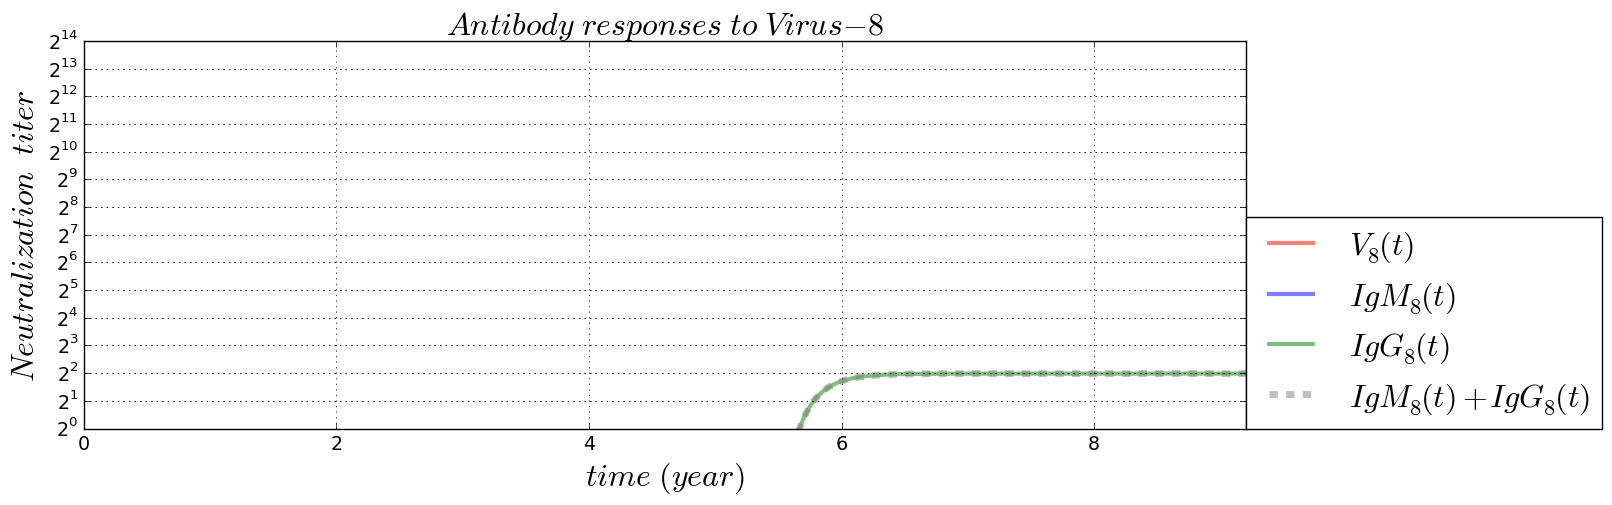 Antibody responses to Virus−8
Neutralization titer
2^14
2^13
2^12
2^11
2^10
2^9
2^8
2^7
2^6
2^5
2^4
2^3
2^2
2^1
2^0
0 2 4 6 8
time (year)
V_8(t)
IgM_8(t)
IgG_8(t)
IgM_8(t)+IgG_8(t)